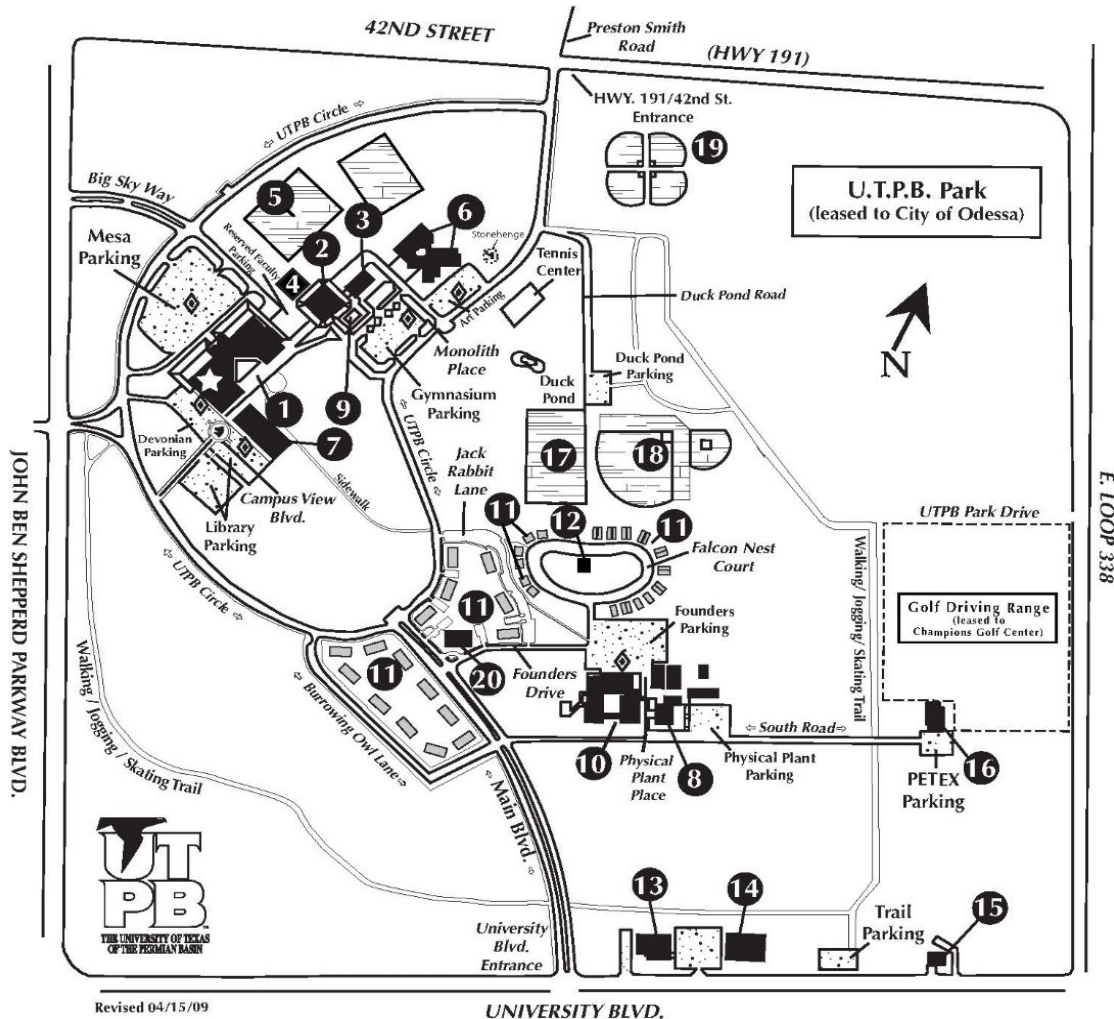 42ND STREET
Preston Smith
Road
(HWY 191)
HWY. 191/42nd St.
Entrance
19
U.T.P.B. Park
(leased to City of Odessa)
⇦ UTPB Circle ⇨
Big Sky Way
5
3
6
2
Stonehenge
Mesa
Parking
Reserved Faculty
Parking
4
Tennis
Center
Duck Pond Road
Art Parking
N
Monolith
Place
Duck Pond
Parking
Gymnasium
Parking
Duck
Pond
1
9
Devonian
Parking
7
⇦ UTPB Circle ⇨
17
18
Jack
Rabbit
Lane
Sidewalk
Campus View
Blvd.
Library
Parking
11
12
11
Falcon Nest
Court
UTPB Park Drive
JOHN BEN SHEPPERD PARKWAY BLVD.
E. LOOP 338
⇦ UTPB Circle ⇨
11
Founders
Parking
Walking/ Jogging/ Skating Trail
Golf Driving Range
(leased to
Champions Golf Center)
11
20
Founders
Drive
Walking / Jogging / Skating Trail
⇦ Burrowing Owl Lane ⇨
⇦ South Road ⇨
10
Physical
Plant
Place
8
Physical Plant
Parking
16
PETEX
Parking
⇦ Main Blvd. ⇨
UT
PB
THE UNIVERSITY OF TEXAS
OF THE PERMIAN BASIN
13
14
15
Trail
Parking
University
Blvd.
Entrance
Revised 04/15/09
UNIVERSITY BLVD.